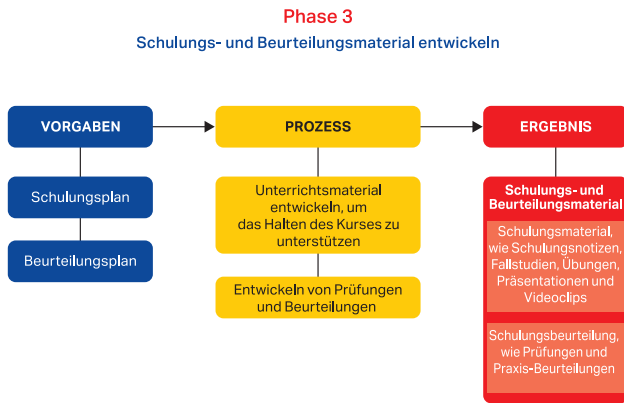 Phase 3
Schulungs- und Beurteilungsmaterial entwickeln
VORGABEN
PROZESS
ERGEBNIS
Schulungsplan
Beurteilungsplan
Unterrichtsmaterial
entwickeln, um
das Halten des Kurses zu
unterstützen
Entwickeln von Prüfungen
und Beurteilungen
Schulungs- und
Beurteilungsmaterial
Schulungsmaterial,
wie Schulungsnotizen,
Fallstudien, Übungen,
Präsentationen und
Videoclips
Schulungsbeurteilung,
wie Prüfungen und
Praxis-Beurteilungen